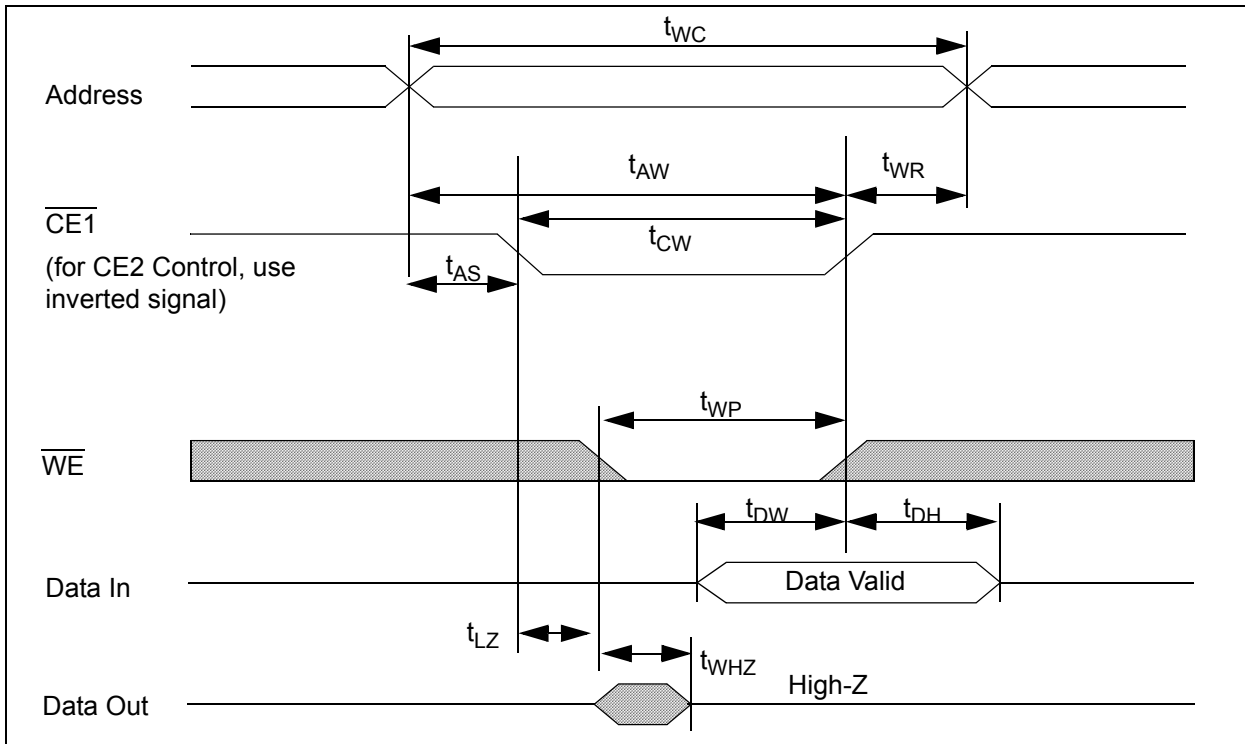 tWC
Address
tAW
tWR
CE1
tCW
(for CE2 Control, use
inverted signal)
tAS
tWP
WE
tDW
tDH
Data In
Data Valid
tLZ
tWHZ
High-Z
Data Out